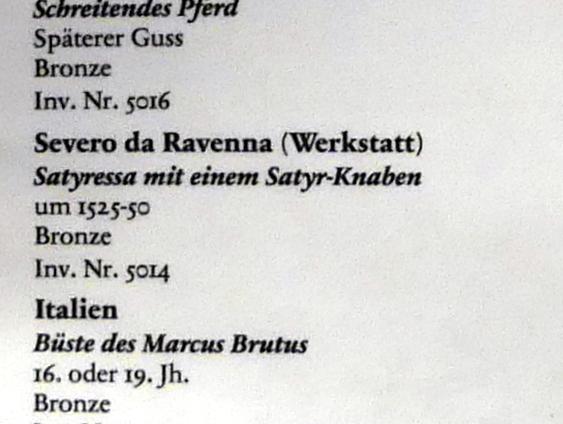 Schreitendes Pferd
Späterer Guss
Bronze
Inv. Nr. 5016
Severo da Ravenna (Werkstatt)
Satyressa mit einem Satyr-Knaben
um 1525-50
Bronze
Inv. Nr. 5014
Italien
Büste des Marcus Brutus
16. oder 19. Jh.
Bronze